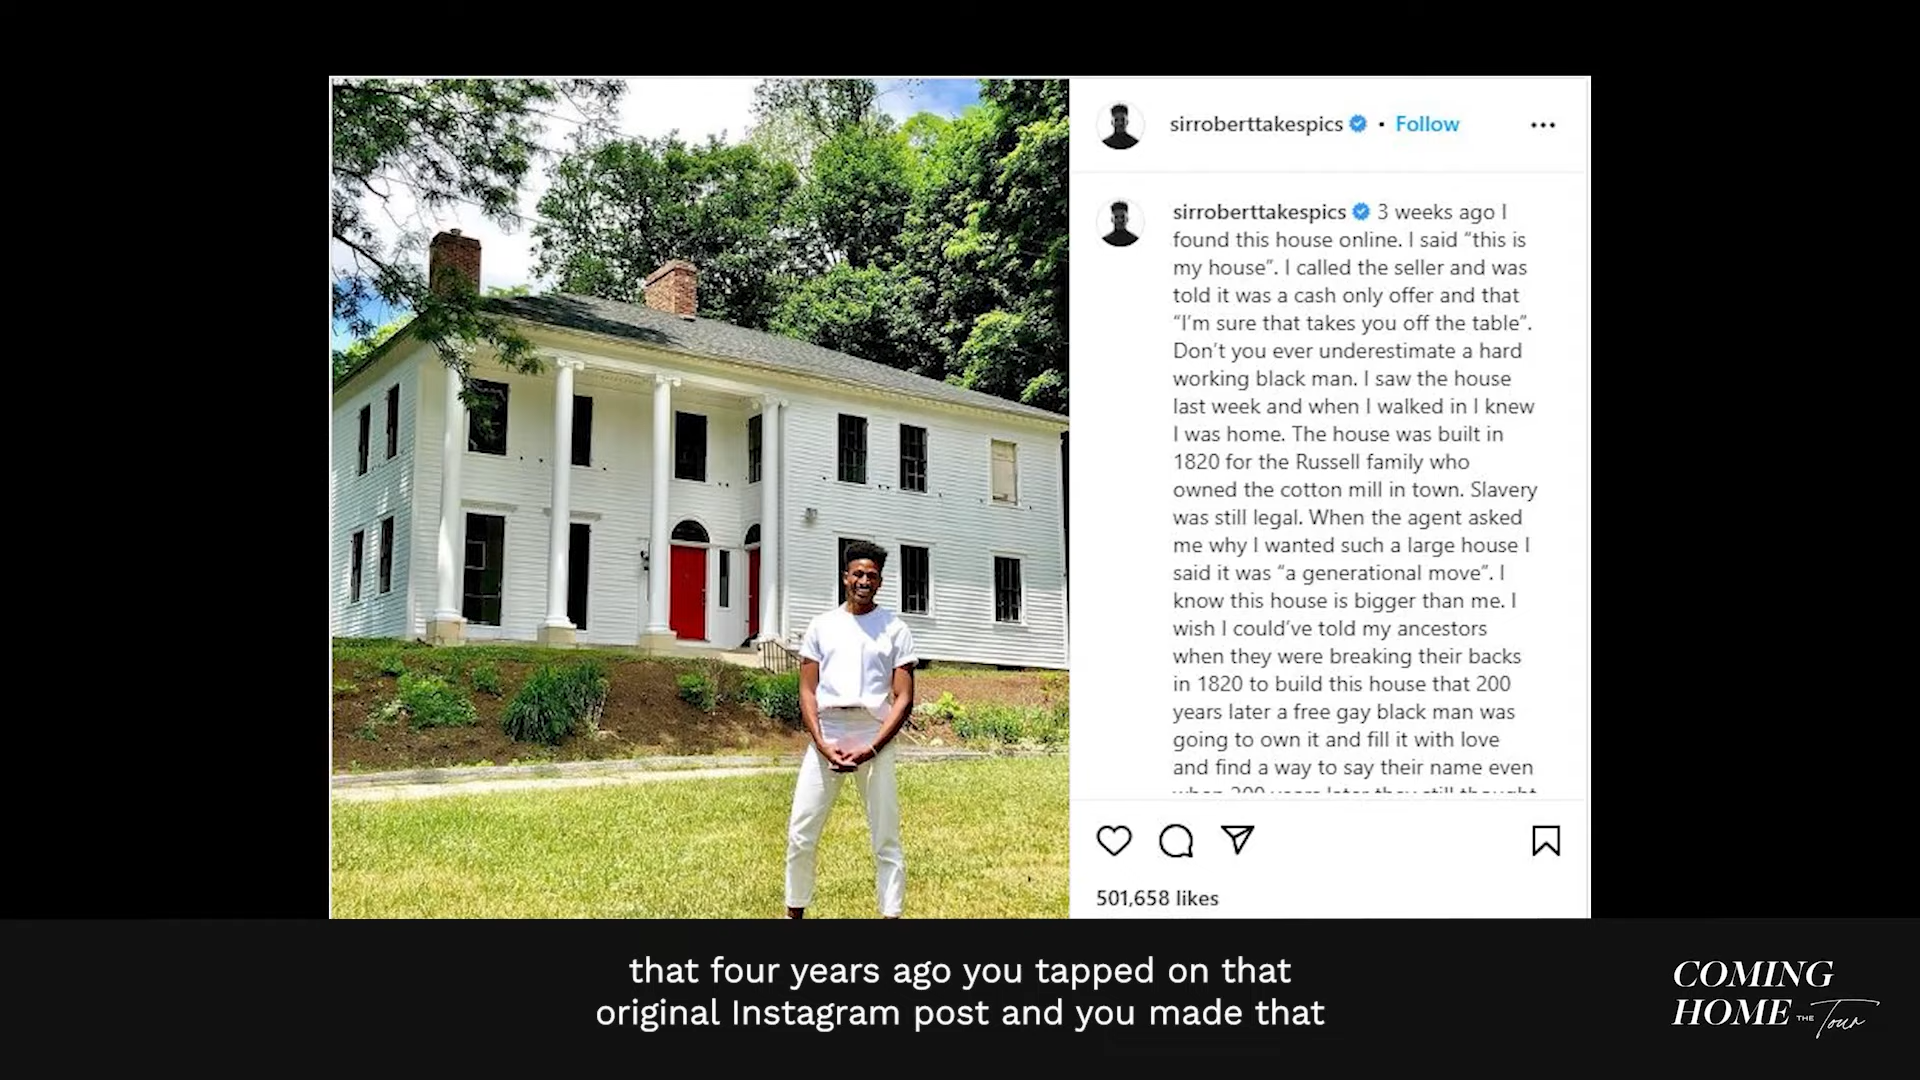 sirroberttakespics • Follow
sirroberttakespics 3 weeks ago I
found this house online. I said “this is
my house”. I called the seller and was
told it was a cash only offer and that
“I’m sure that takes you off the table”.
Don’t you ever underestimate a hard
working black man. I saw the house
last week and when I walked in I knew
I was home. The house was built in
1820 for the Russell family who
owned the cotton mill in town. Slavery
was still legal. When the agent asked
me why I wanted such a large house I
said it was “a generational move”. I
know this house is bigger than me. I
wish I could’ve told my ancestors
when they were breaking their backs
in 1820 to build this house that 200
years later a free gay black man was
going to own it and fill it with love
and find a way to say their name even
when 200 years later they still thought
501,658 likes
that four years ago you tapped on that
original Instagram post and you made that
COMING
HOME THE Tour